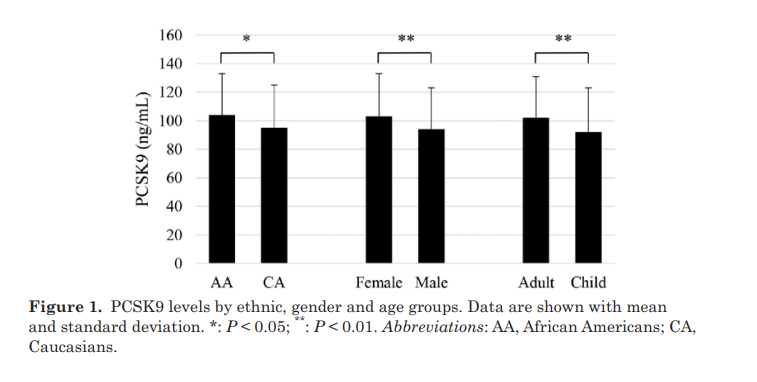 160
140
120
100
80
60
40
20
0
PCSK9 (ng/mL)
* ** **
AA CA Female Male Adult Child
Figure 1. PCSK9 levels by ethnic, gender and age groups. Data are shown with mean
and standard deviation. *: P < 0.05; **: P < 0.01. Abbreviations: AA, African Americans; CA,
Caucasians.